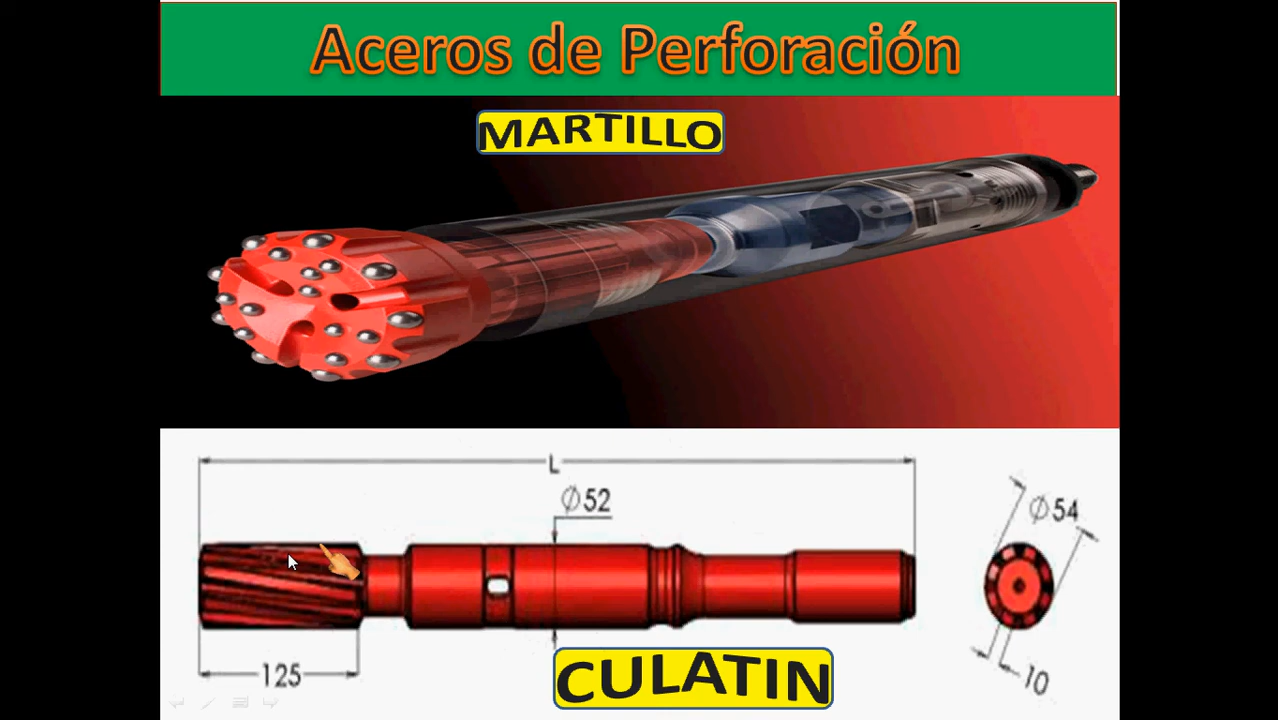 Aceros de Perforación
MARTILLO
L
Ø52
Ø54
125
10
CULATIN